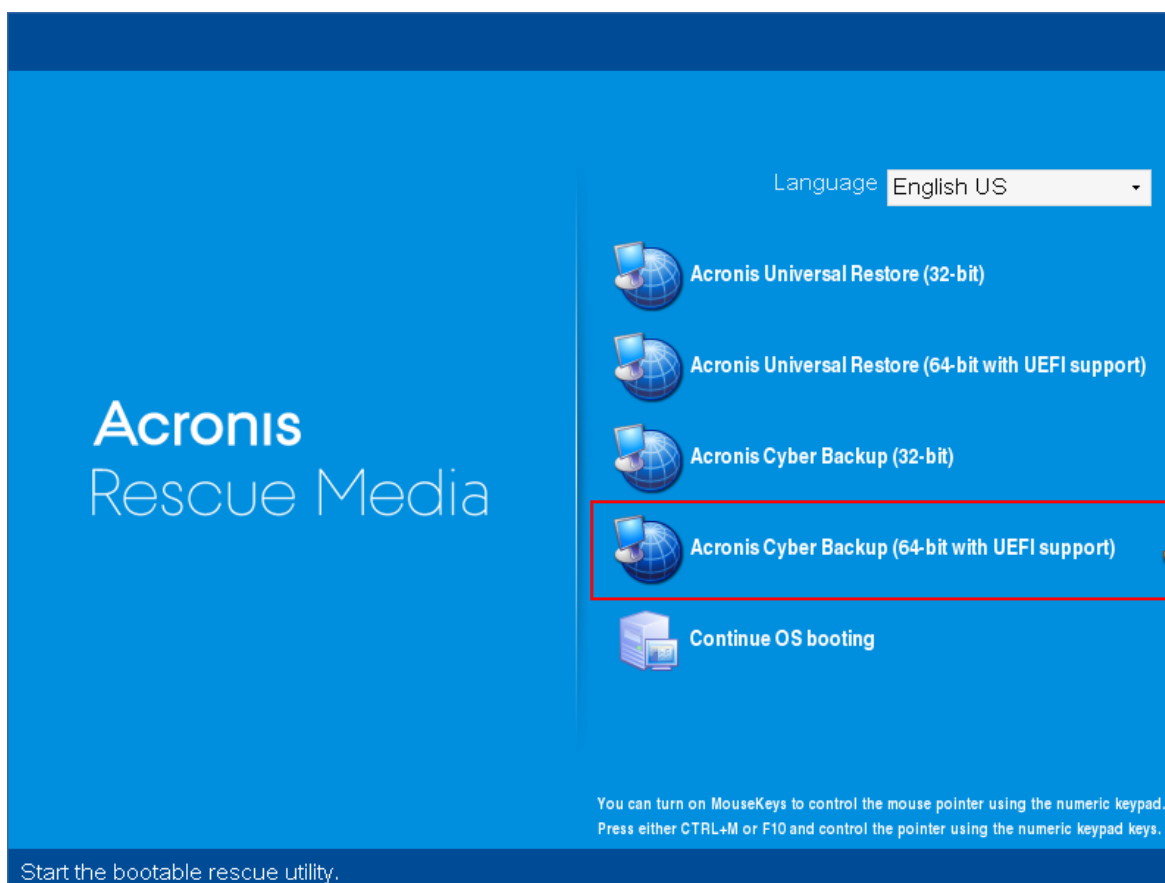 Language English US
Acronis Universal Restore (32-bit)
Acronis Universal Restore (64-bit with UEFI support)
Acronis
Rescue Media
Acronis Cyber Backup (32-bit)
Acronis Cyber Backup (64-bit with UEFI support)
Continue OS booting
You can turn on MouseKeys to control the mouse pointer using the numeric keypad.
Press either CTRL+M or F10 and control the pointer using the numeric keypad keys.
Start the bootable rescue utility.